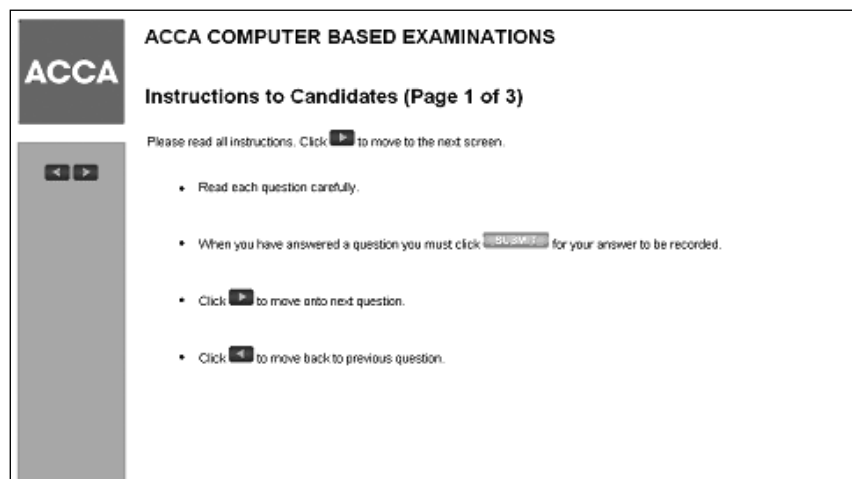 ACCA COMPUTER BASED EXAMINATIONS
ACCA
Instructions to Candidates (Page 1 of 3)
Please read all instructions. Click to move to the next screen.
• Read each question carefully.
• When you have answered a question you must click SUBMIT for your answer to be recorded.
• Click to move onto next question.
• Click to move back to previous question.